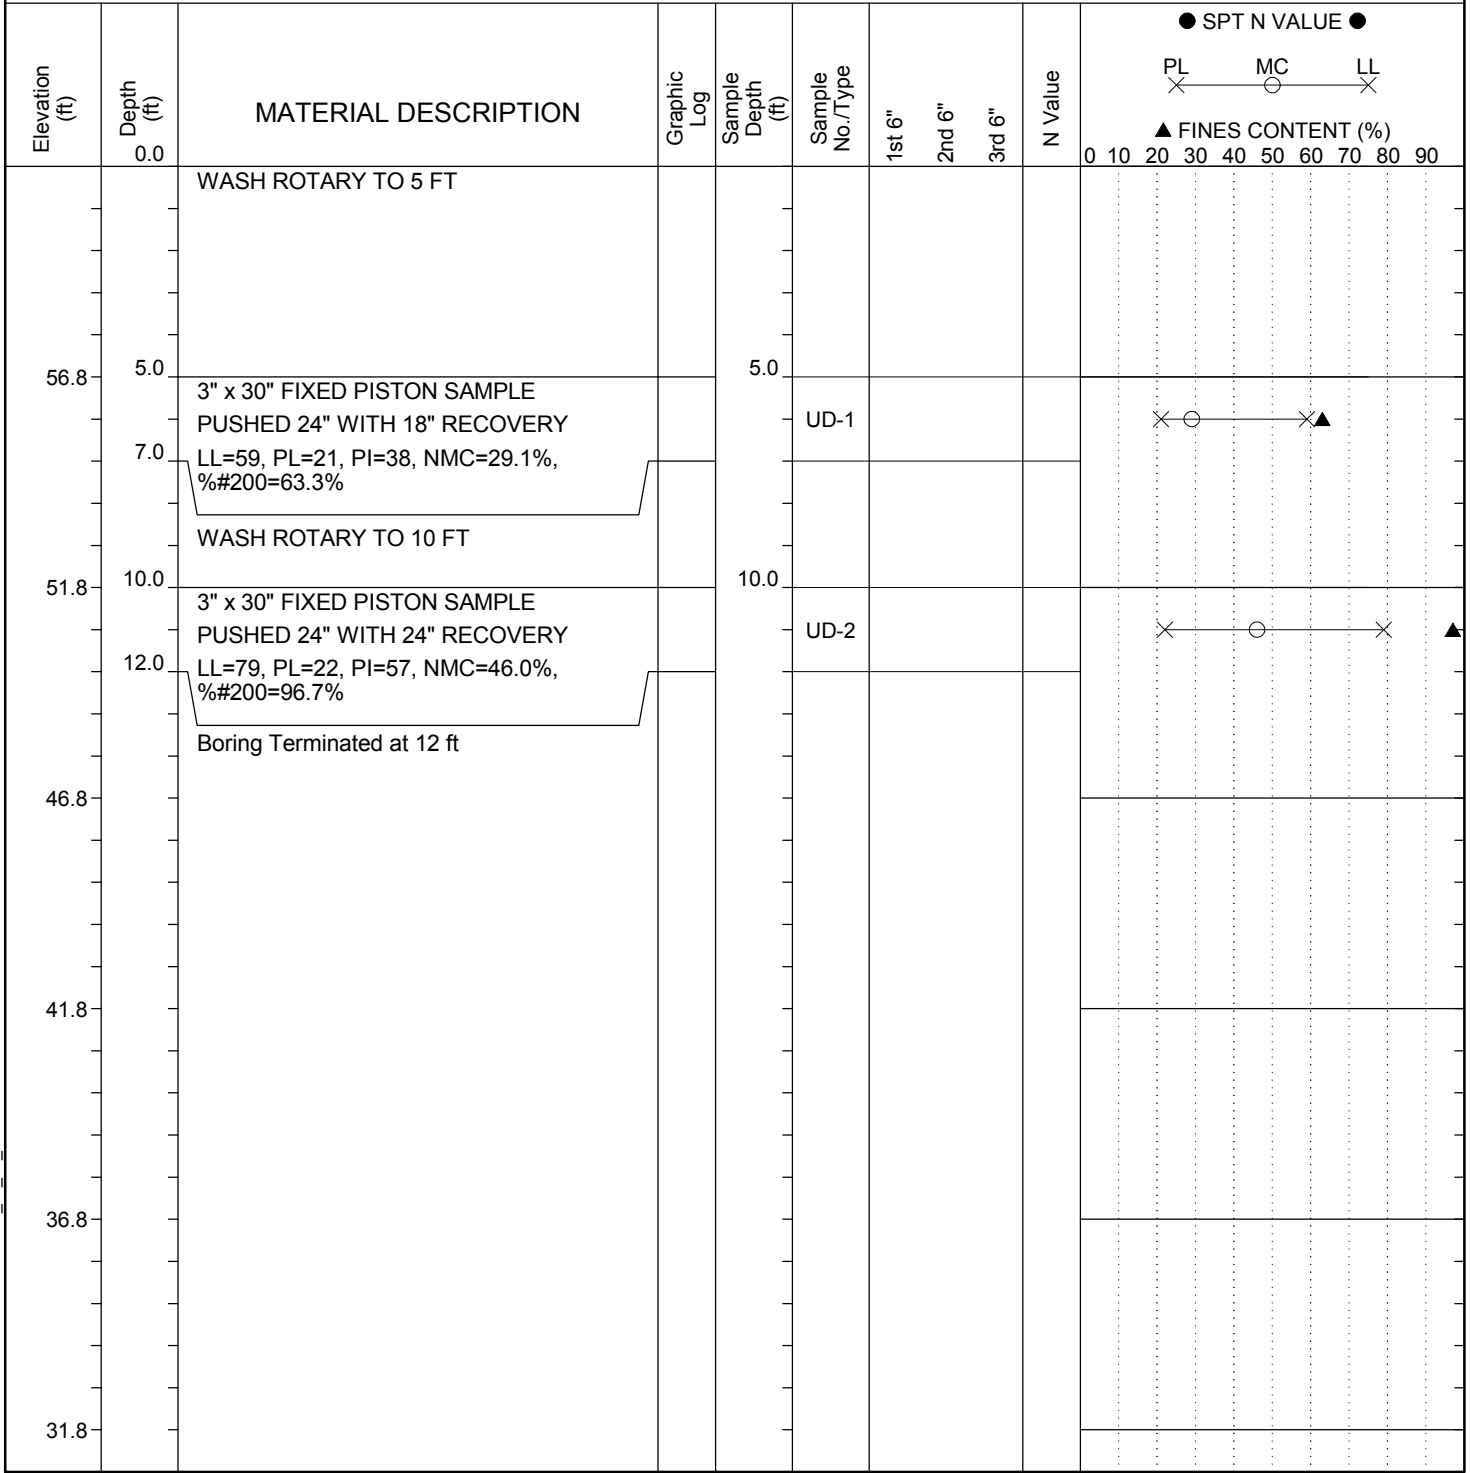 ● SPT N VALUE ●
PL MC LL
▲ FINES CONTENT (%)
0 10 20 30 40 50 60 70 80 90
Elevation
(ft)
Depth
(ft)
0.0
MATERIAL DESCRIPTION
Graphic
Log
Sample
Depth
(ft)
Sample
No./Type
1st 6"
2nd 6"
3rd 6"
N Value
WASH ROTARY TO 5 FT
56.8
5.0
5.0
3" x 30" FIXED PISTON SAMPLE
PUSHED 24" WITH 18" RECOVERY
UD-1
7.0
LL=59, PL=21, PI=38, NMC=29.1%,
%#200=63.3%
WASH ROTARY TO 10 FT
51.8
10.0
10.0
3" x 30" FIXED PISTON SAMPLE
PUSHED 24" WITH 24" RECOVERY
UD-2
12.0
LL=79, PL=22, PI=57, NMC=46.0%,
%#200=96.7%
Boring Terminated at 12 ft
46.8
41.8
36.8
31.8